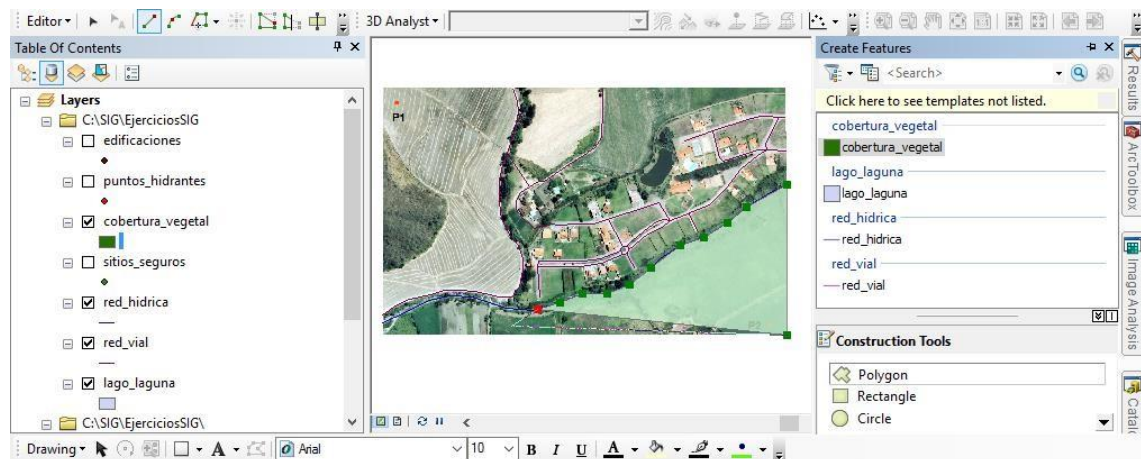 Editor
3D Analyst
Table Of Contents
Layers
C:\SIG\EjerciciosSIG
edificaciones
puntos_hidrantes
cobertura_vegetal
sitios_seguros
red_hidrica
red_vial
lago_laguna
C:\SIG\EjerciciosSIG\
P1
Create Features
<Search>
Click here to see templates not listed.
cobertura_vegetal
cobertura_vegetal
lago_laguna
lago_laguna
red_hidrica
red_hidrica
red_vial
red_vial
Construction Tools
Polygon
Rectangle
Circle
Results
ArcToolbox
Image Analysis
Drawing
A
Arial
10
B I U A